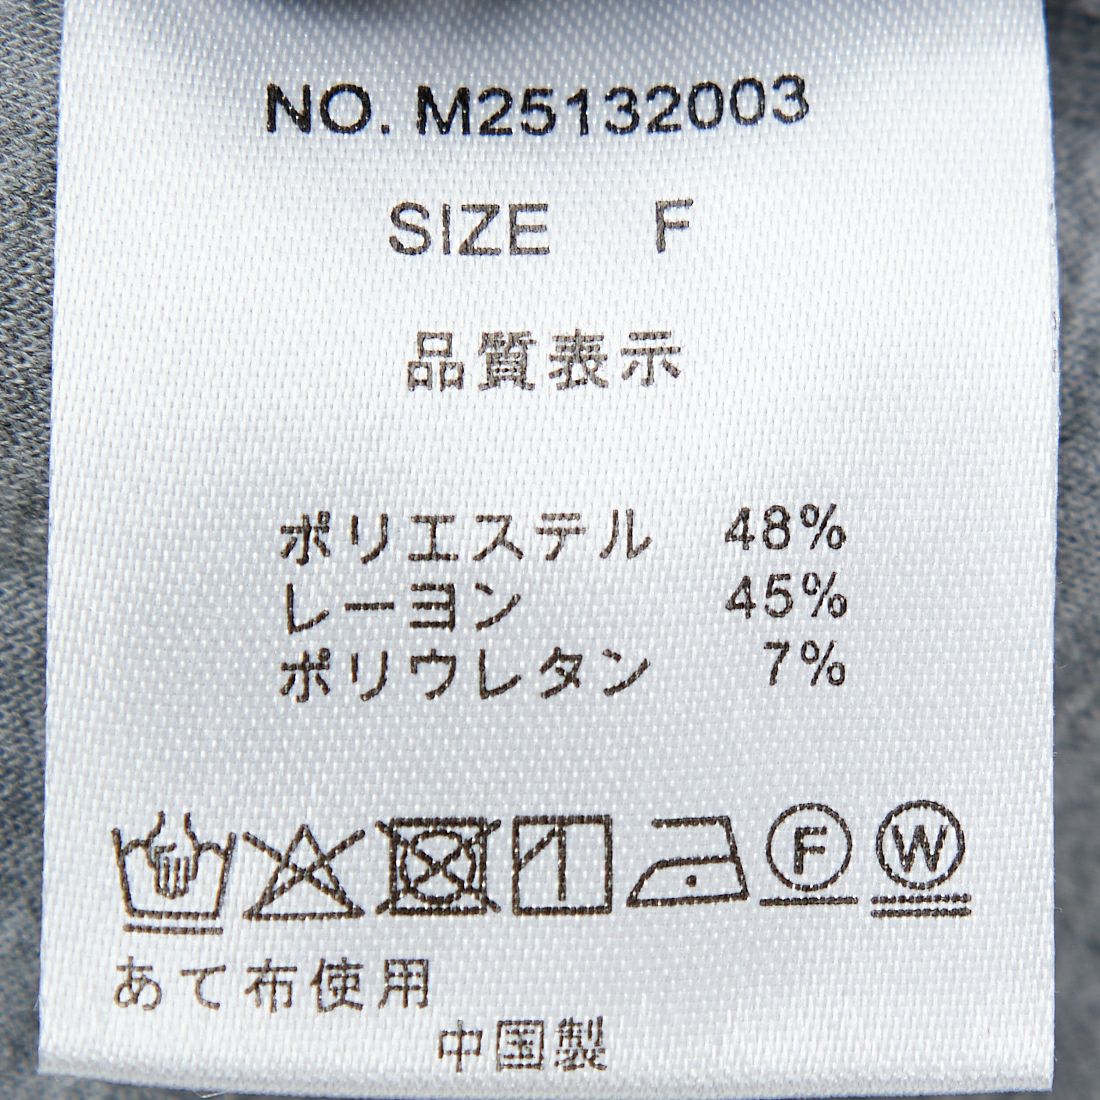 NO. M25132003
SIZE F
品質表示
ポリエステル 48%
レーヨン 45%
ポリウレタン 7%
F W
あて布使用
中国製